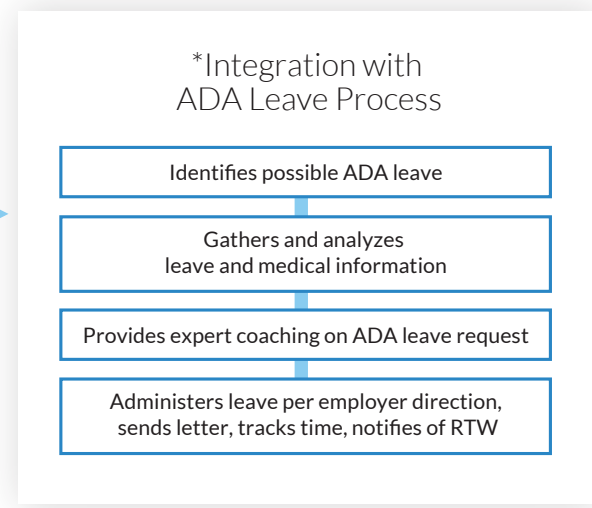 *Integration with
ADA Leave Process
Identifies possible ADA leave
Gathers and analyzes
leave and medical information
Provides expert coaching on ADA leave request
Administers leave per employer direction,
sends letter, tracks time, notifies of RTW